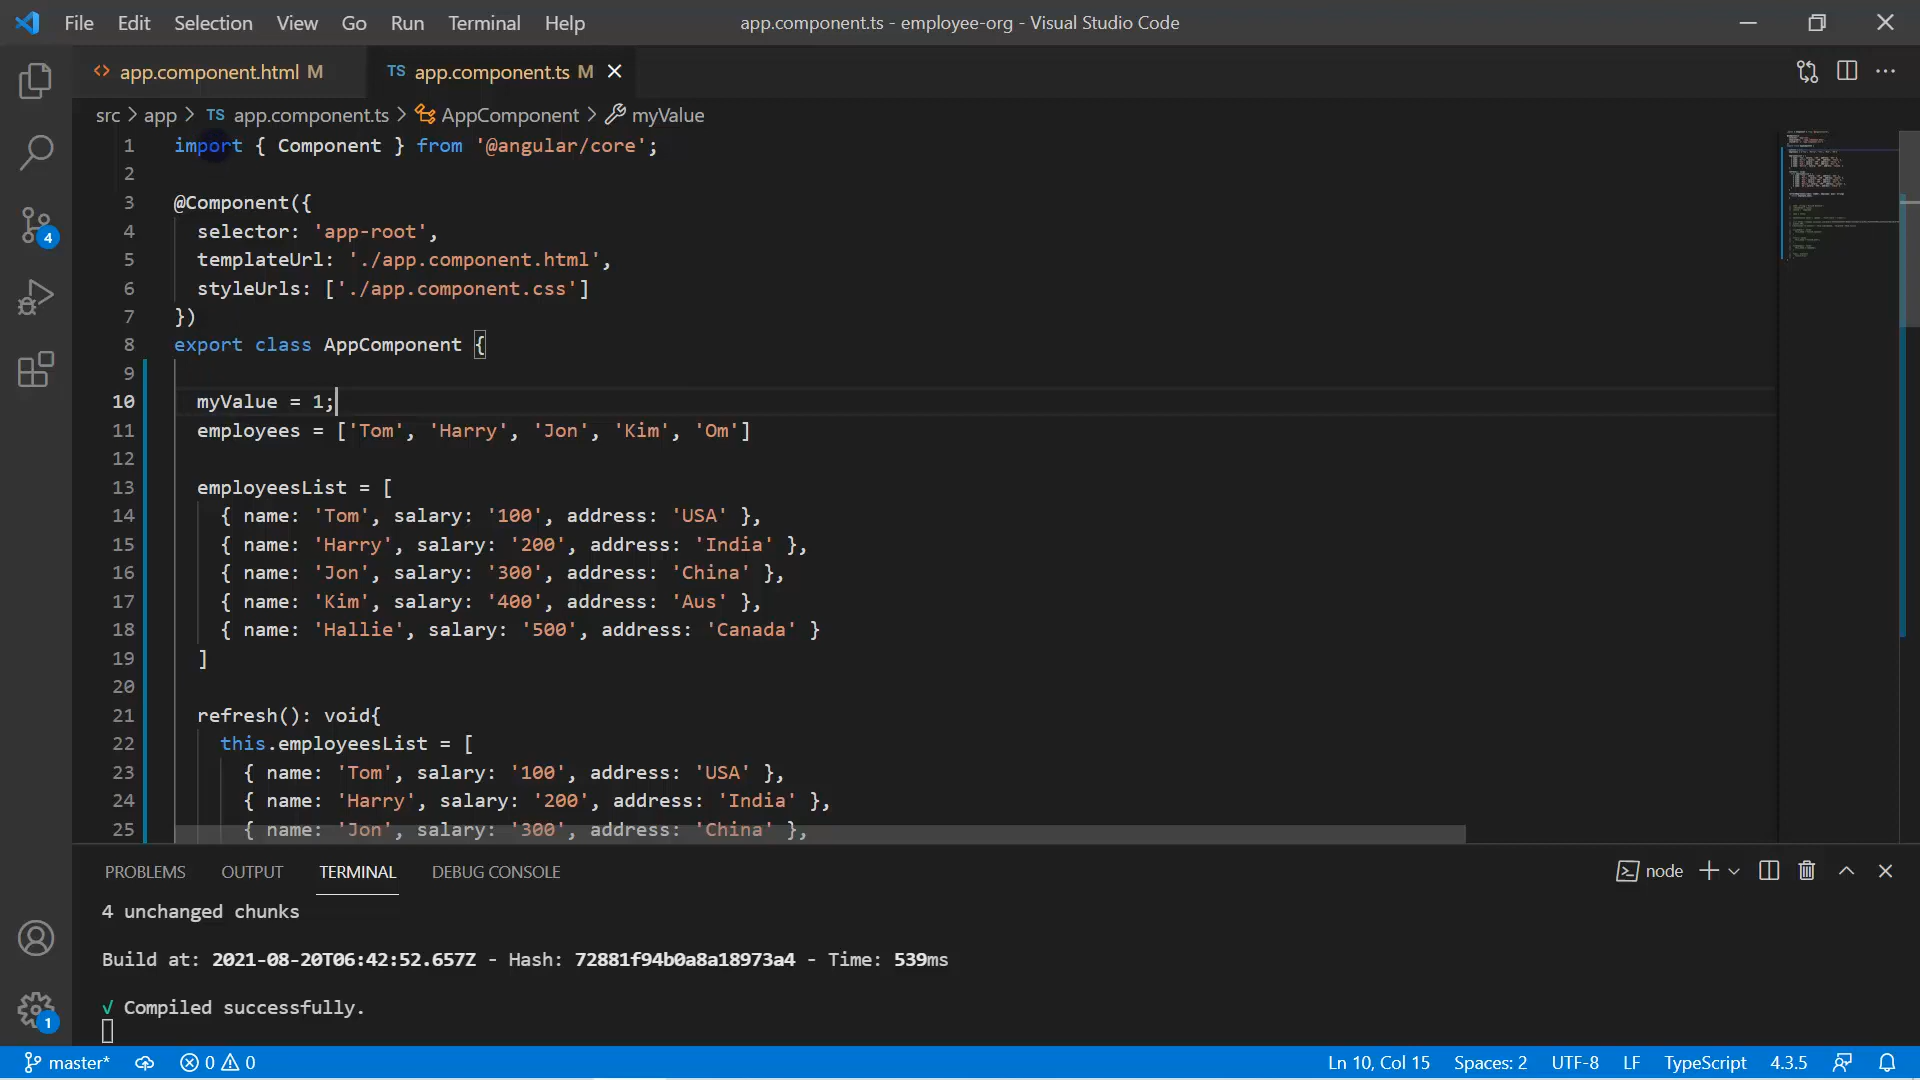 File Edit Selection View Go Run Terminal Help app.component.ts - employee-org - Visual Studio Code
<> app.component.html M TS app.component.ts M
src > app > TS app.component.ts > AppComponent > myValue
1 import { Component } from '@angular/core';
2
3 @Component({
4 selector: 'app-root',
5 templateUrl: './app.component.html',
6 styleUrls: ['./app.component.css']
7 })
8 export class AppComponent {
9
10 myValue = 1;
11 employees = ['Tom', 'Harry', 'Jon', 'Kim', 'Om']
12
13 employeesList = [
14 { name: 'Tom', salary: '100', address: 'USA' },
15 { name: 'Harry', salary: '200', address: 'India' },
16 { name: 'Jon', salary: '300', address: 'China' },
17 { name: 'Kim', salary: '400', address: 'Aus' },
18 { name: 'Hallie', salary: '500', address: 'Canada' }
19 ]
20
21 refresh(): void{
22 this.employeesList = [
23 { name: 'Tom', salary: '100', address: 'USA' },
24 { name: 'Harry', salary: '200', address: 'India' },
25 { name: 'Jon', salary: '300', address: 'China' },
4
PROBLEMS OUTPUT TERMINAL DEBUG CONSOLE node
4 unchanged chunks
Build at: 2021-08-20T06:42:52.657Z - Hash: 72881f94b0a8a18973a4 - Time: 539ms
√ Compiled successfully.
1
master* 0 0 Ln 10, Col 15 Spaces: 2 UTF-8 LF TypeScript 4.3.5